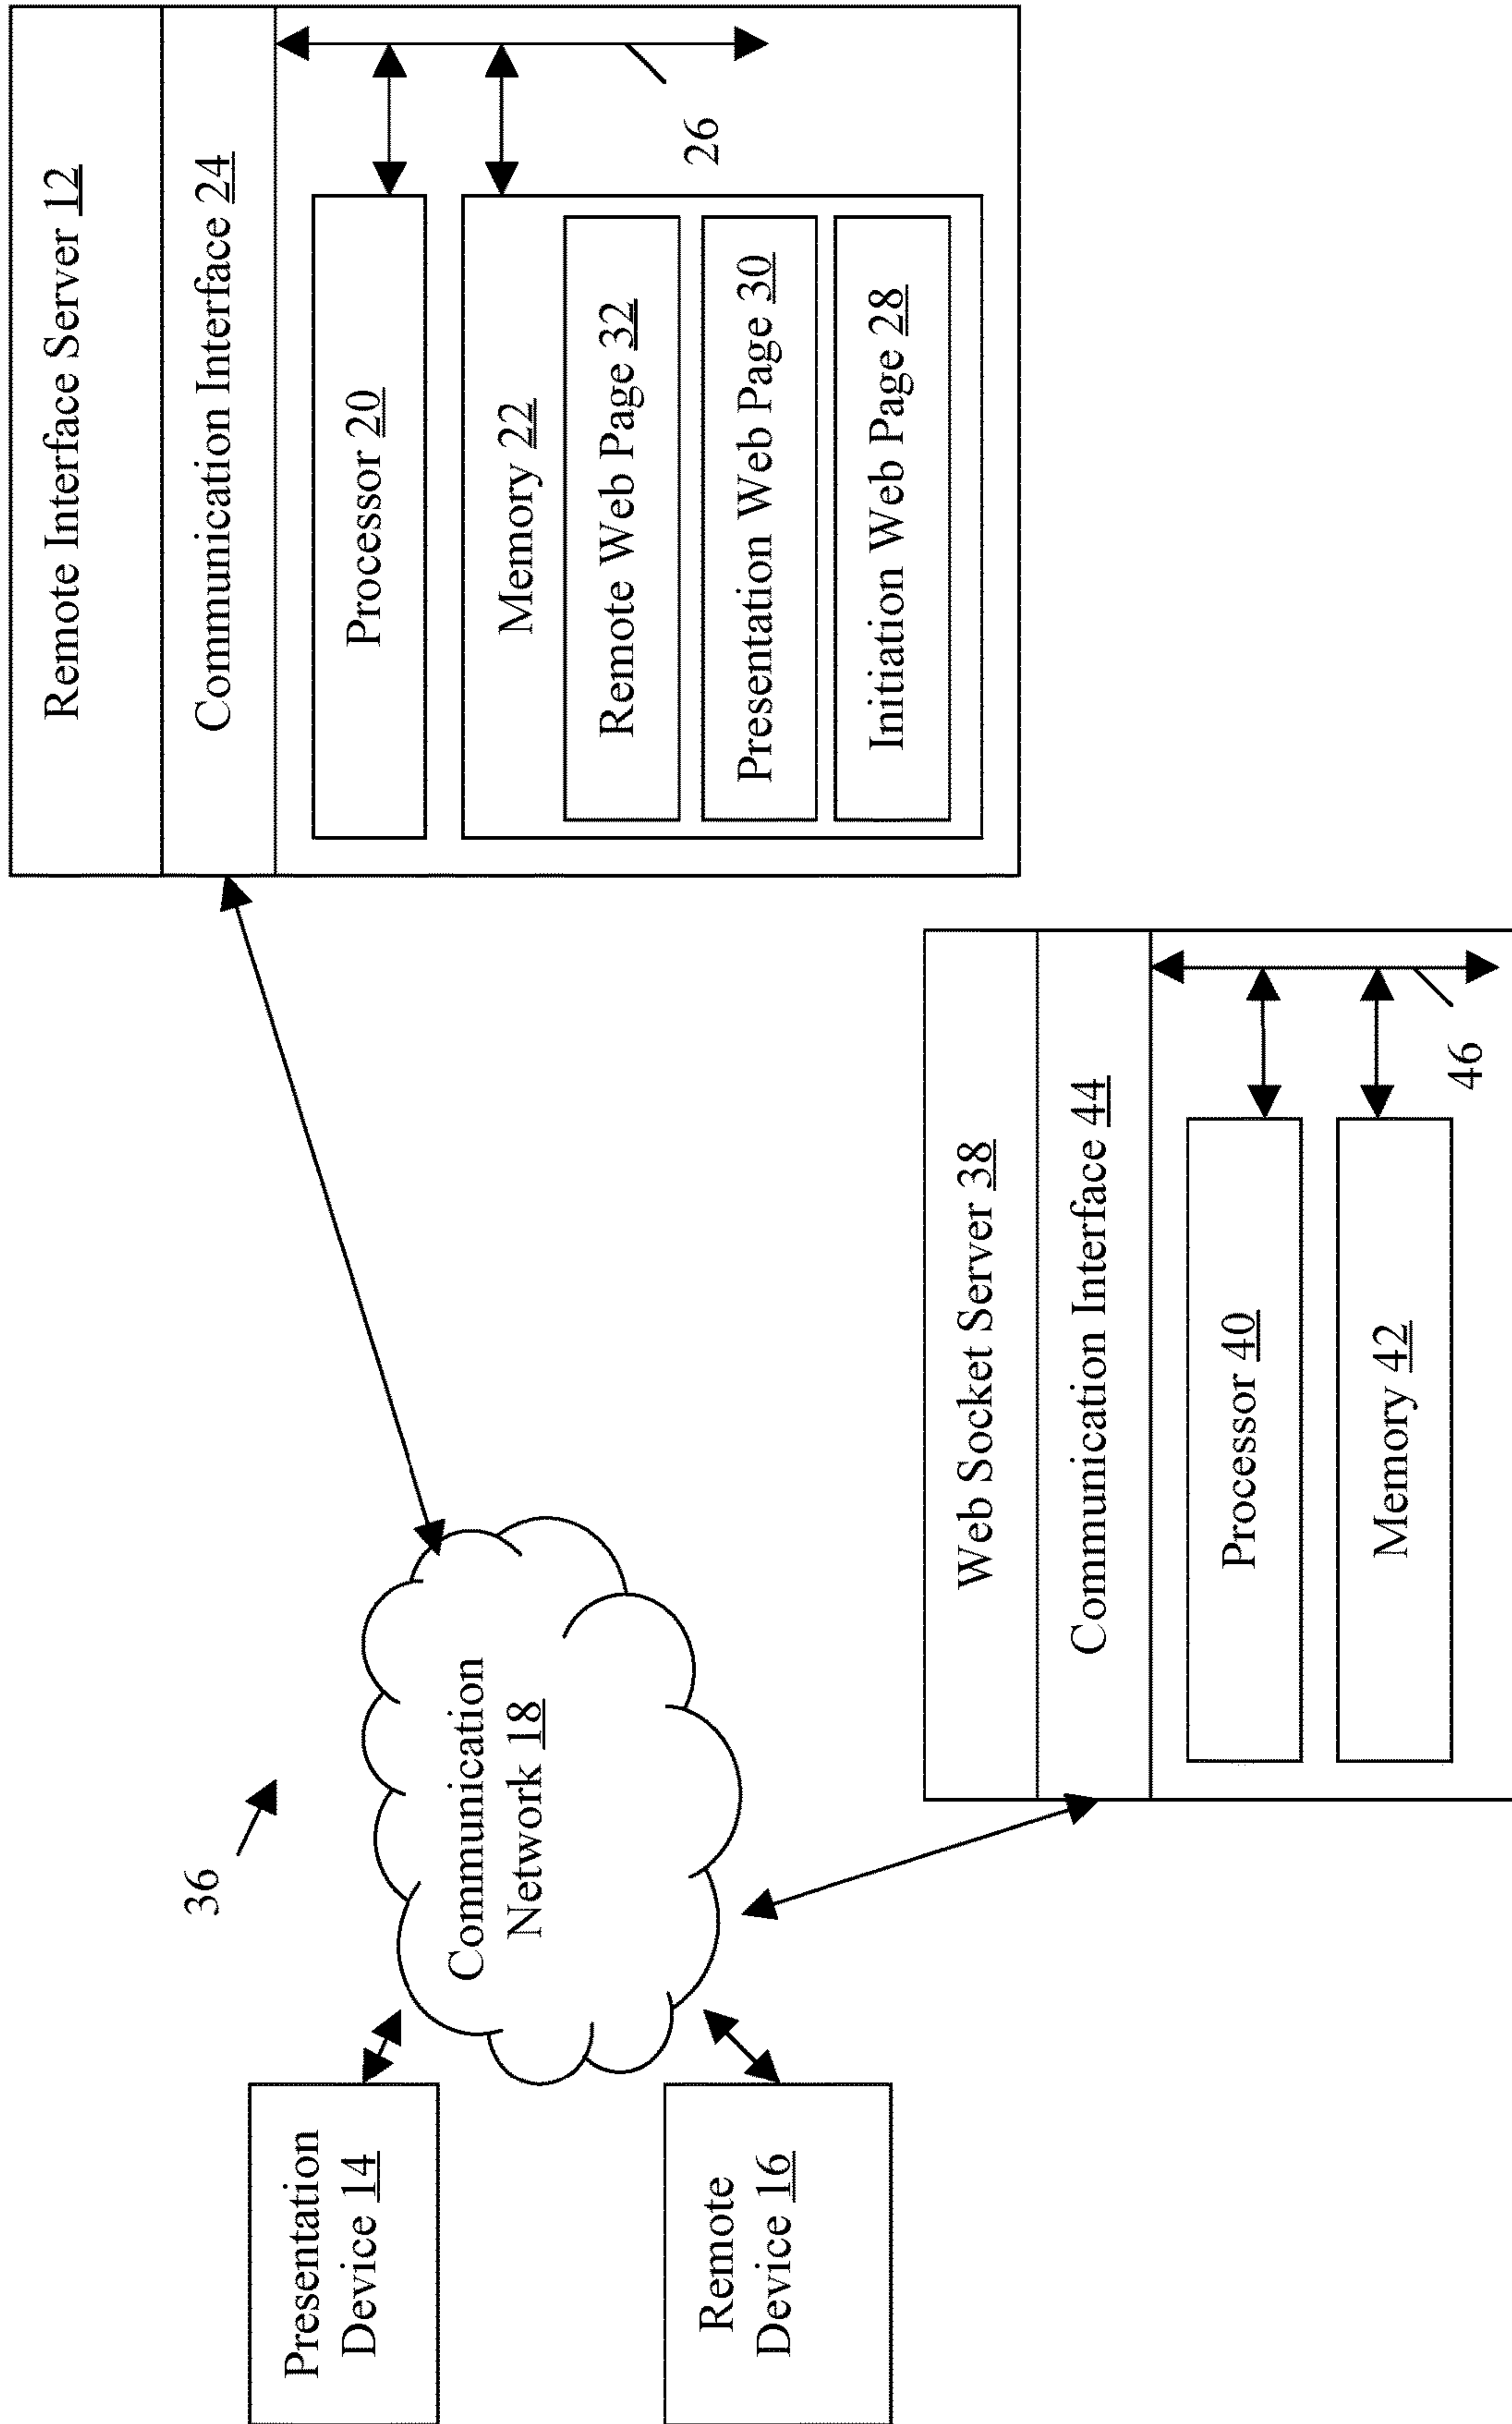 36
Presentation
Device 14
Remote
Device 16
Communication
Network 18
Remote Interface Server 12
Communication Interface 24
Processor 20
Memory 22
Remote Web Page 32
Presentation Web Page 30
Initiation Web Page 28
26
Web Socket Server 38
Communication Interface 44
Processor 40
Memory 42
46